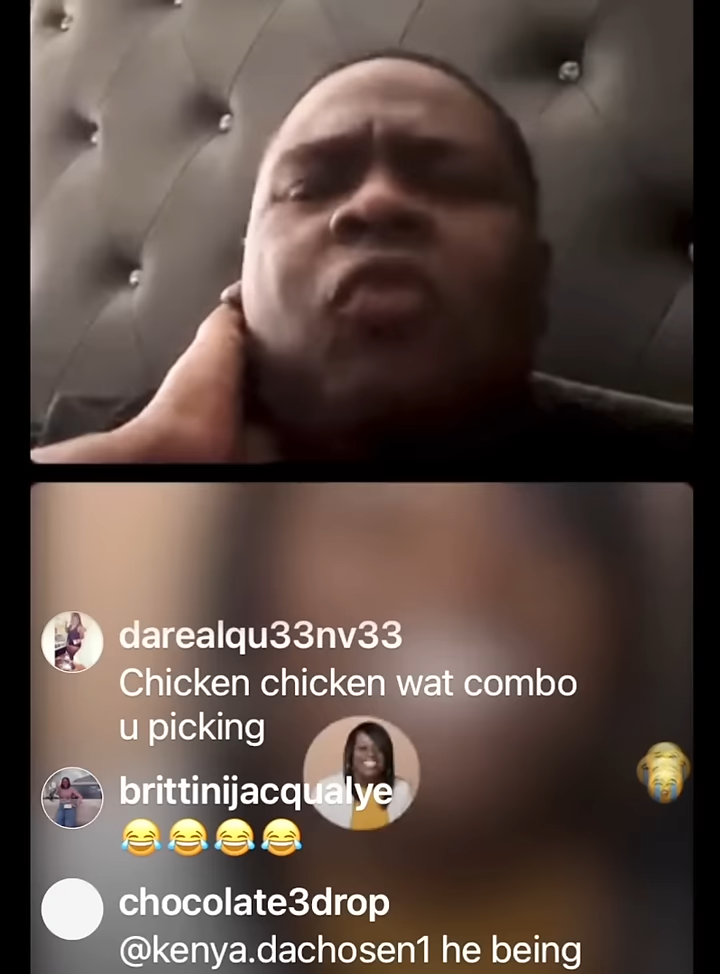 darealqu33nv33
Chicken chicken wat combo
u picking
brittinijacqualye
😂😂😂😂
chocolate3drop
@kenya.dachosen1 he being